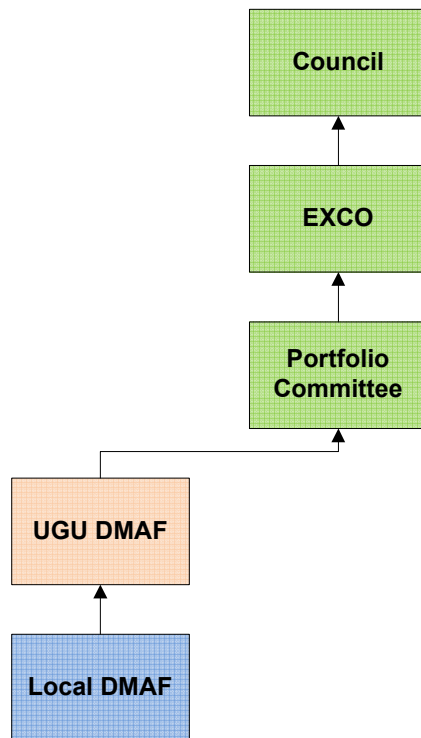 Council
EXCO
Portfolio
Committee
UGU DMAF
Local DMAF